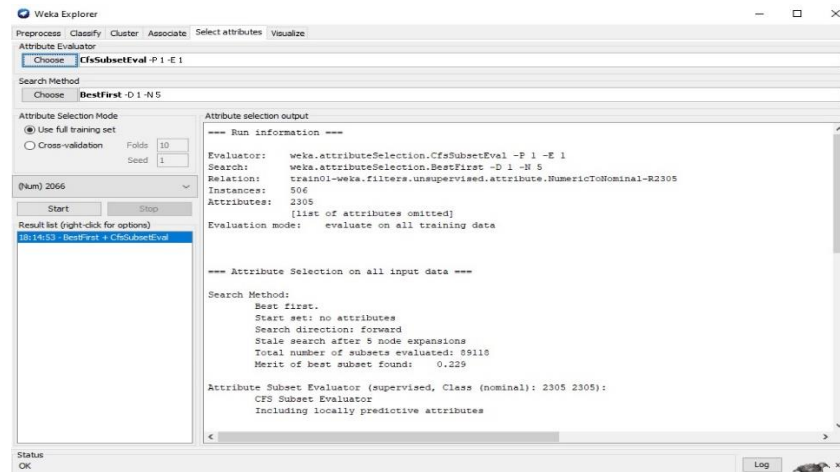 Weka Explorer
Preprocess Classify Cluster Associate Select attributes Visualize
Attribute Evaluator
Choose CfsSubsetEval -P 1 -E 1
Search Method
Choose BestFirst -D 1 -N 5
Attribute Selection Mode
Use full training set
Cross-validation Folds 10
Seed 1
(Num) 2066
Start Stop
Result list (right-click for options)
18:14:53 - BestFirst + CfsSubsetEval
Attribute selection output
=== Run information ===
Evaluator: weka.attributeSelection.CfsSubsetEval -P 1 -E 1
Search: weka.attributeSelection.BestFirst -D 1 -N 5
Relation: train01-weka.filters.unsupervised.attribute.NumericToNominal-R2305
Instances: 506
Attributes: 2305
[list of attributes omitted]
Evaluation mode: evaluate on all training data
=== Attribute Selection on all input data ===
Search Method:
Best first.
Start set: no attributes
Search direction: forward
Stale search after 5 node expansions
Total number of subsets evaluated: 89118
Merit of best subset found: 0.229
Attribute Subset Evaluator (supervised, Class (nominal): 2305 2305):
CFS Subset Evaluator
Including locally predictive attributes
Status
OK
Log